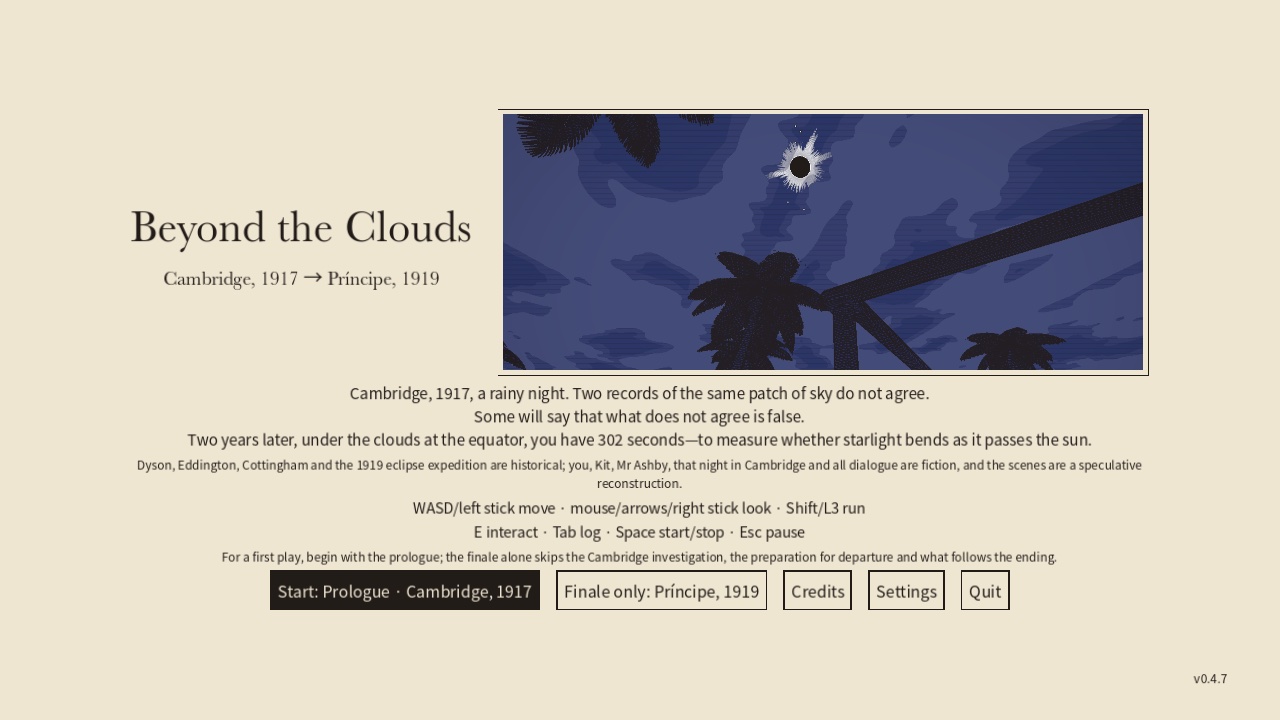 Beyond the Clouds
Cambridge, 1917 → Príncipe, 1919
Cambridge, 1917, a rainy night. Two records of the same patch of sky do not agree.
Some will say that what does not agree is false.
Two years later, under the clouds at the equator, you have 302 seconds—to measure whether starlight bends as it passes the sun.
Dyson, Eddington, Cottingham and the 1919 eclipse expedition are historical; you, Kit, Mr Ashby, that night in Cambridge and all dialogue are fiction, and the scenes are a speculative
reconstruction.
WASD/left stick move · mouse/arrows/right stick look · Shift/L3 run
E interact · Tab log · Space start/stop · Esc pause
For a first play, begin with the prologue; the finale alone skips the Cambridge investigation, the preparation for departure and what follows the ending.
Start: Prologue · Cambridge, 1917
Finale only: Príncipe, 1919
Credits
Settings
Quit
v0.4.7